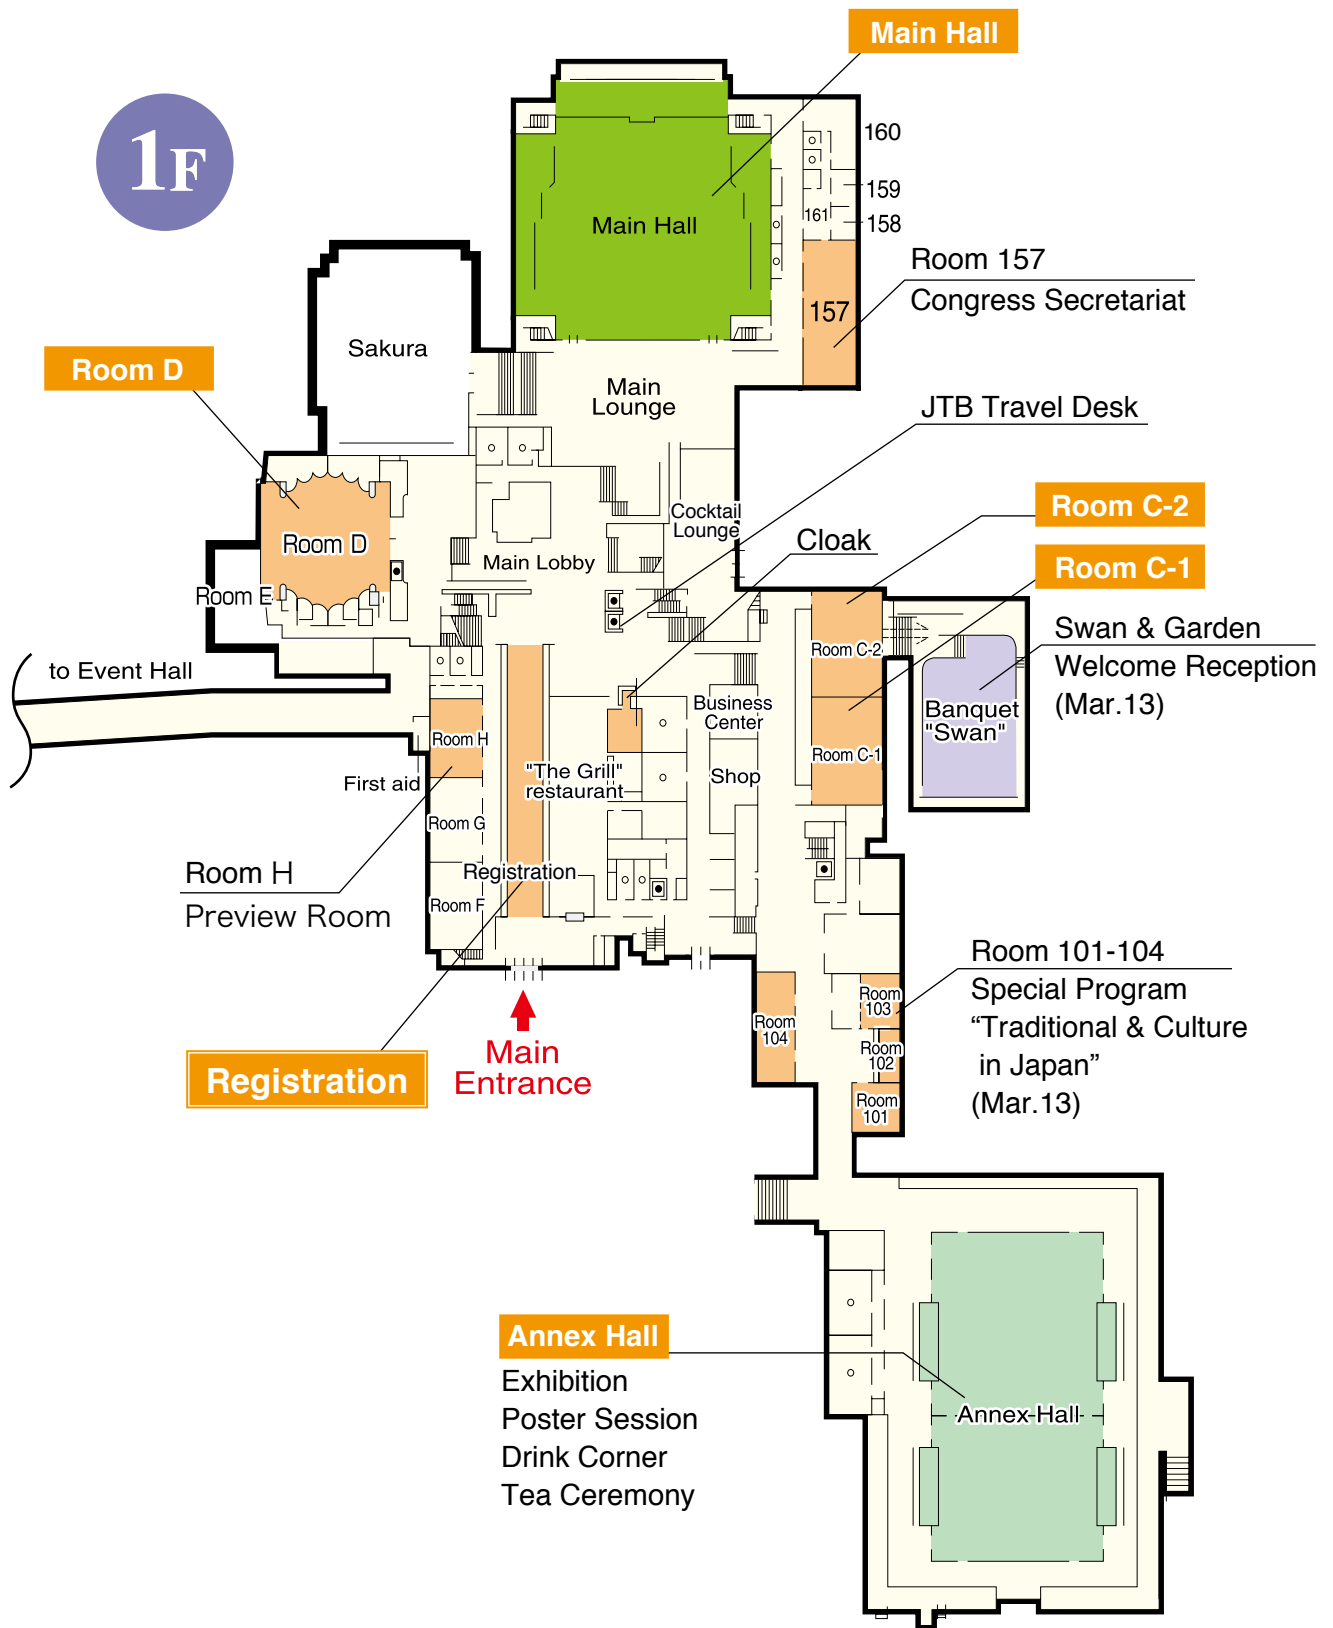 Main Hall
1F
160
159
161
158
Main Hall
Room 157
Congress Secretariat
157
Sakura
Room D
Main
Lounge
JTB Travel Desk
Room C-2
Cocktail
Lounge
Cloak
Room D
Main Lobby
Room C-1
Room E
Swan & Garden
Welcome Reception
(Mar.13)
to Event Hall
Room C-2
Business
Center
Banquet
"Swan"
Room H
Room C-1
First aid
"The Grill"
restaurant
Shop
Room G
Room H
Preview Room
Registration
Room F
Room 101-104
Special Program
“Traditional & Culture
in Japan”
(Mar.13)
Room
103
Room
104
Room
102
Room
101
Main
Entrance
Registration
Annex Hall
Exhibition
Poster Session
Drink Corner
Tea Ceremony
Annex Hall